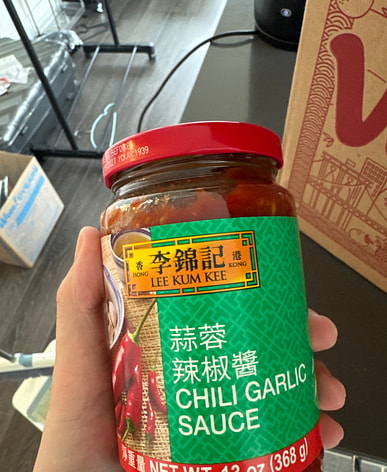 1939
香 李錦記 港
HONG LEE KUM KEE KONG
蒜蓉
辣椒醬
CHILI GARLIC
SAUCE
NET WT. 13 oz (368 g)